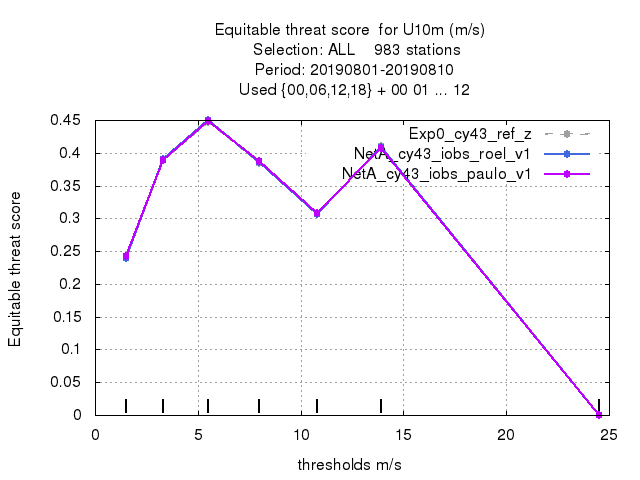 Equitable threat score for U10m (m/s)
Selection: ALL 983 stations
Period: 20190801-20190810
Used {00,06,12,18} + 00 01 ... 12
Exp0_cy43_ref_z
NetA_cy43_iobs_roel_v1
NetA_cy43_iobs_paulo_v1
Equitable threat score
0.45
0.4
0.35
0.3
0.25
0.2
0.15
0.1
0.05
0
0 5 10 15 20 25
thresholds m/s